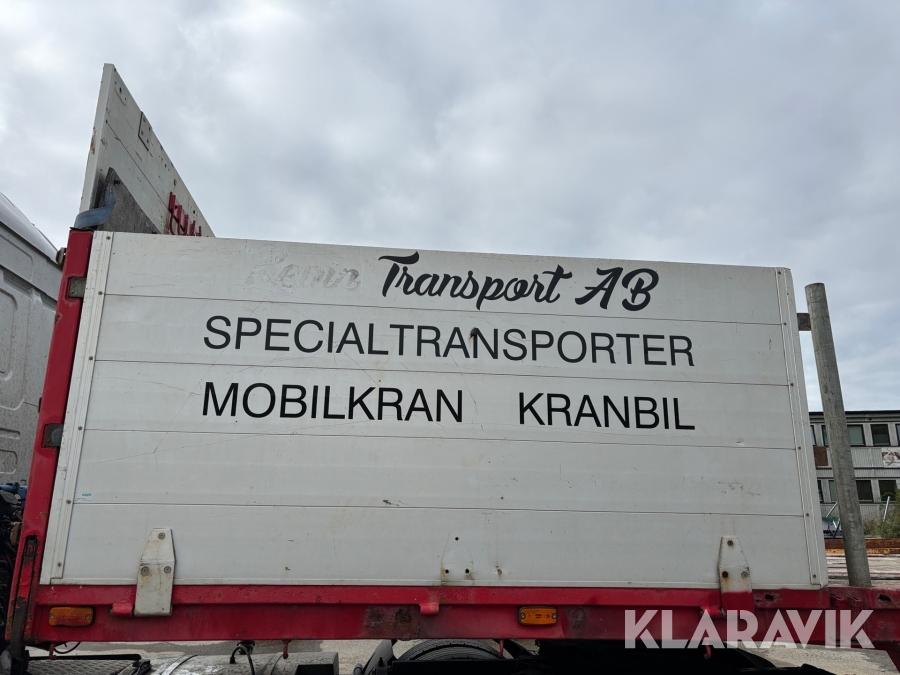 Transport AB
SPECIALTRANSPORTER
MOBILKRAN KRANBIL
KLARAVIK